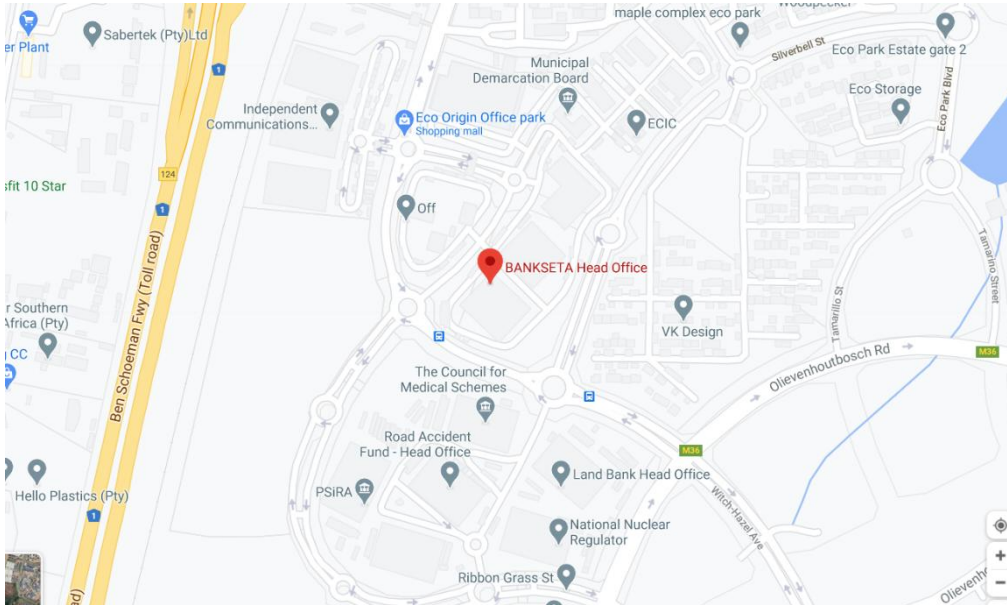 maple complex eco park
Sabertek (Pty)Ltd
er Plant
1
Silverbell St
Eco Park Estate gate 2
Municipal
Demarcation Board
Eco Storage
Eco Park Blvd
Independent
Communications...
Eco Origin Office park
Shopping mall
ECIC
124
sfit 10 Star
1
Off
Ben Schoeman Fwy (Toll road)
BANKSETA Head Office
Tamarino Street
Tamarillo St
r Southern
Africa (Pty)
VK Design
CC
M36
Olievenhoutbosch Rd
The Council for
Medical Schemes
Road Accident
Fund - Head Office
M36
Land Bank Head Office
Hello Plastics (Pty)
PSiRA
Witch-Hazel Ave
1
National Nuclear
Regulator
Ribbon Grass St
+
−